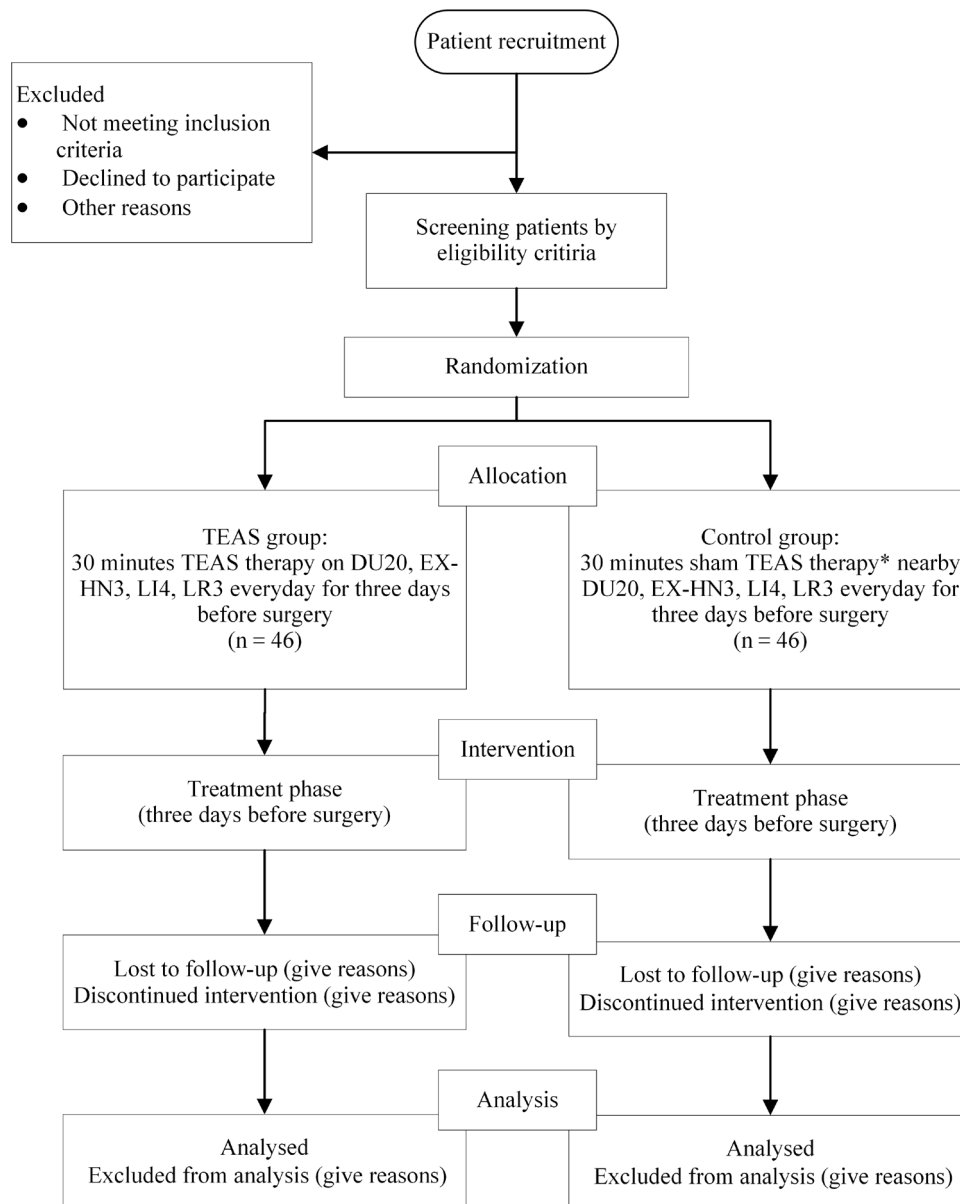 Patient recruitment
Excluded
● Not meeting inclusion
criteria
● Declined to participate
● Other reasons
Screening patients by
eligibility critiria
Randomization
Allocation
TEAS group:
30 minutes TEAS therapy on DU20, EX-
HN3, LI4, LR3 everyday for three days
before surgery
(n = 46)
Control group:
30 minutes sham TEAS therapy* nearby
DU20, EX-HN3, LI4, LR3 everyday for
three days before surgery
(n = 46)
Intervention
Treatment phase
(three days before surgery)
Treatment phase
(three days before surgery)
Follow-up
Lost to follow-up (give reasons)
Discontinued intervention (give reasons)
Lost to follow-up (give reasons)
Discontinued intervention (give reasons)
Analysis
Analysed
Excluded from analysis (give reasons)
Analysed
Excluded from analysis (give reasons)